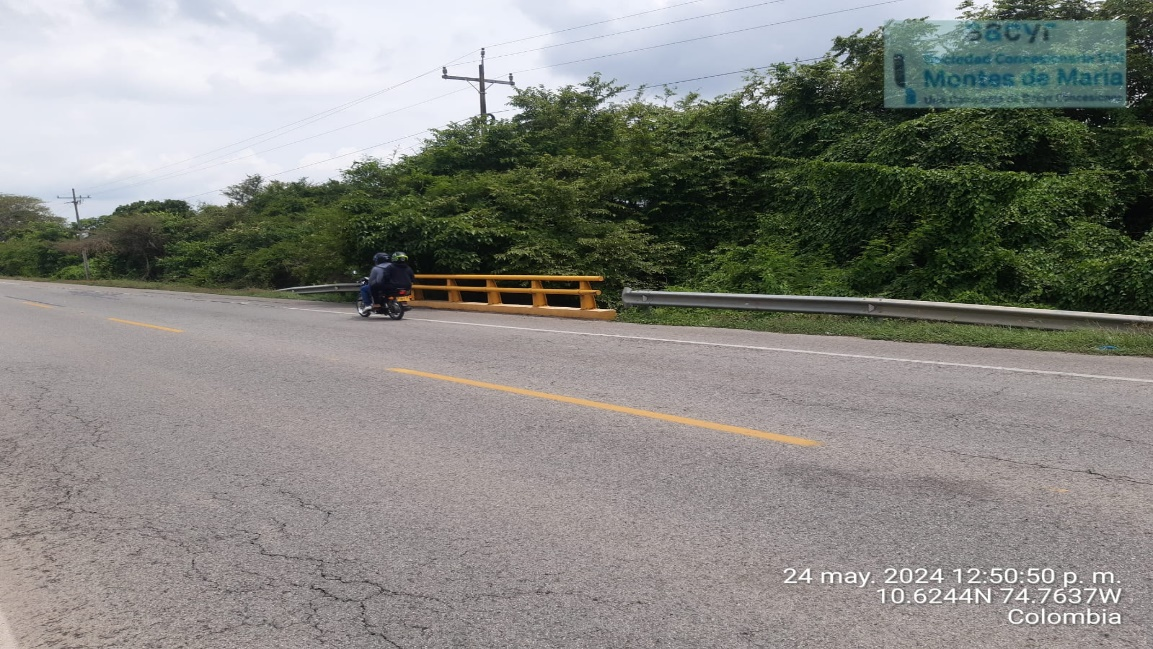 sacyr
Sociedad Concesionaria Vial
Montes de María
24 may. 2024 12:50:50 p. m.
10.6244N 74.7637W
Colombia